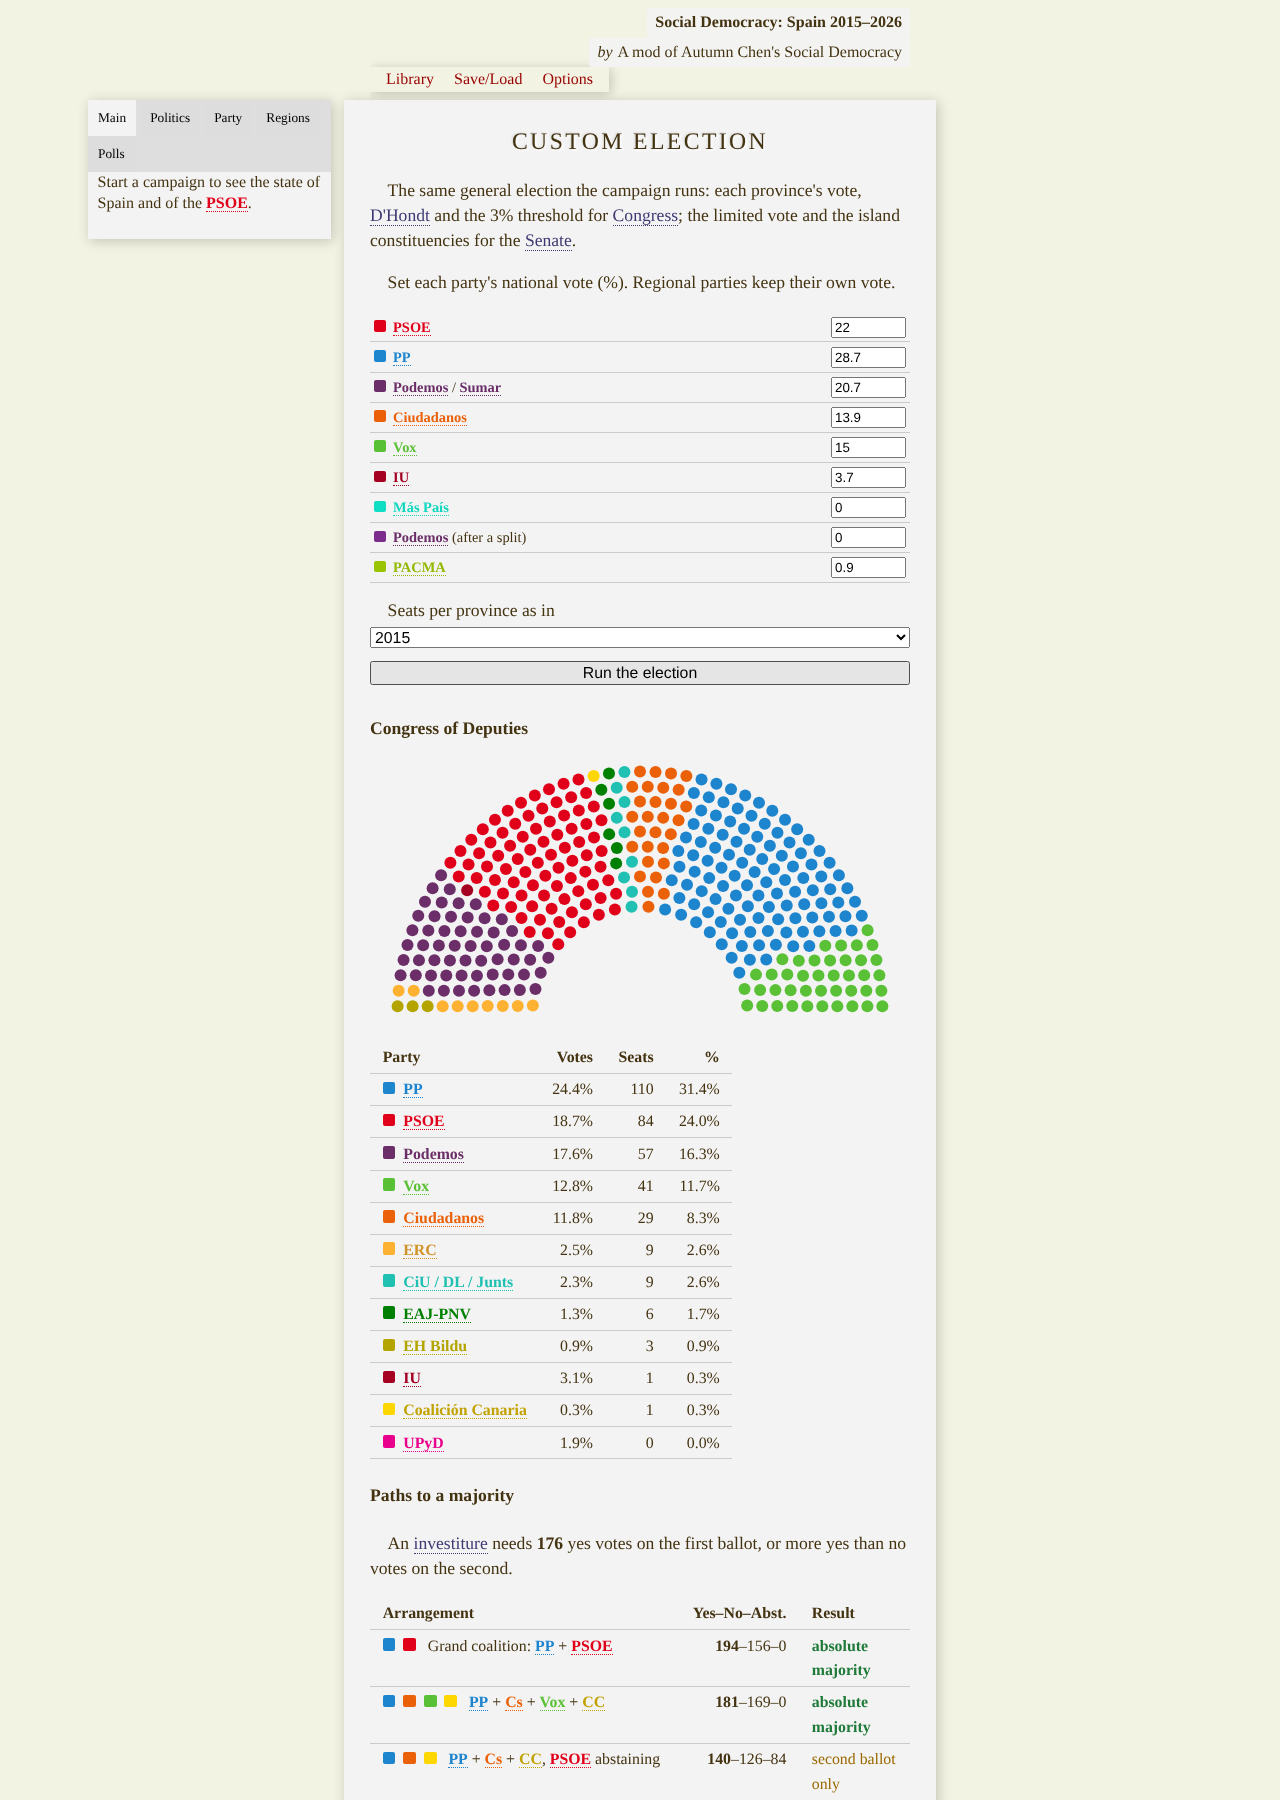 Social Democracy: Spain 2015–2026
by A mod of Autumn Chen's Social Democracy
Library Save/Load Options
Main Politics Party Regions
Polls
Start a campaign to see the state of
Spain and of the PSOE.
CUSTOM ELECTION
The same general election the campaign runs: each province's vote,
D'Hondt and the 3% threshold for Congress; the limited vote and the island
constituencies for the Senate.
Set each party's national vote (%). Regional parties keep their own vote.
PSOE 22
PP 28.7
Podemos / Sumar 20.7
Ciudadanos 13.9
Vox 15
IU 3.7
Más País 0
Podemos (after a split) 0
PACMA 0.9
Seats per province as in
2015
Run the election
Congress of Deputies
Party Votes Seats %
PP 24.4% 110 31.4%
PSOE 18.7% 84 24.0%
Podemos 17.6% 57 16.3%
Vox 12.8% 41 11.7%
Ciudadanos 11.8% 29 8.3%
ERC 2.5% 9 2.6%
CiU / DL / Junts 2.3% 9 2.6%
EAJ-PNV 1.3% 6 1.7%
EH Bildu 0.9% 3 0.9%
IU 3.1% 1 0.3%
Coalición Canaria 0.3% 1 0.3%
UPyD 1.9% 0 0.0%
Paths to a majority
An investiture needs 176 yes votes on the first ballot, or more yes than no
votes on the second.
Arrangement Yes–No–Abst. Result
Grand coalition: PP + PSOE 194–156–0 absolute
majority
PP + Cs + Vox + CC 181–169–0 absolute
majority
PP + Cs + CC, PSOE abstaining 140–126–84 second ballot
only